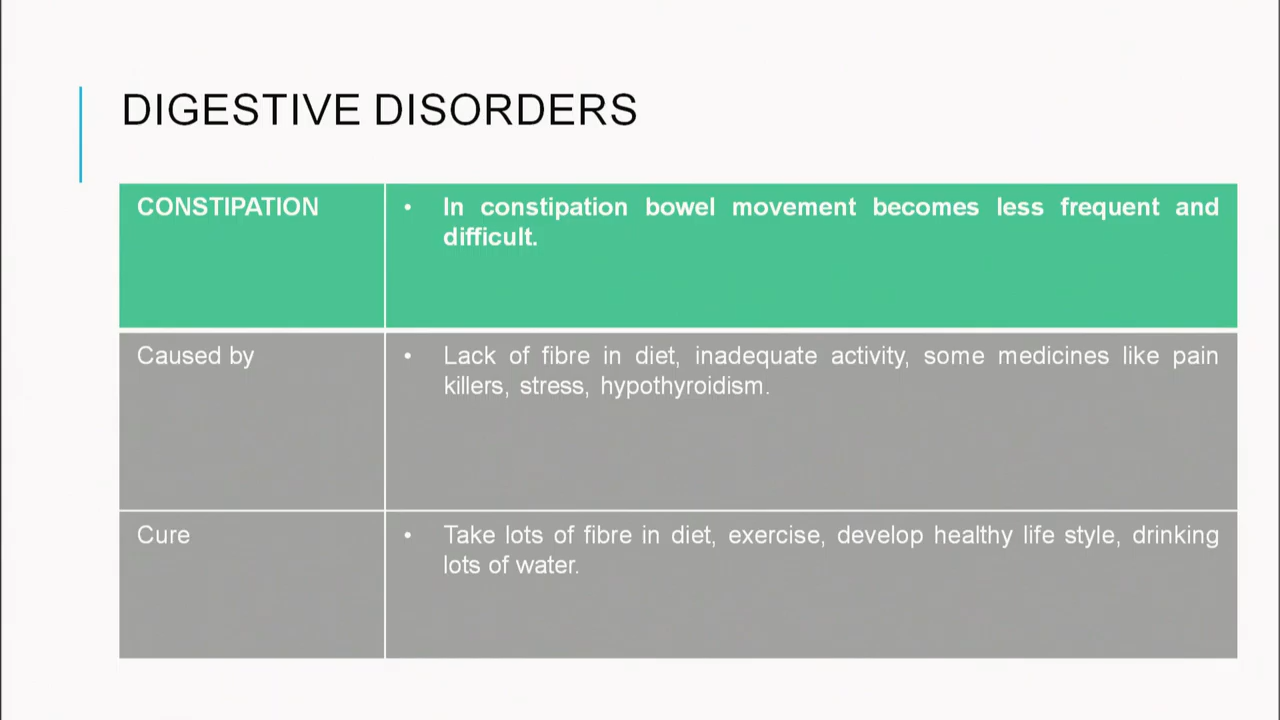 DIGESTIVE DISORDERS
CONSTIPATION
• In constipation bowel movement becomes less frequent and
difficult.
Caused by
• Lack of fibre in diet, inadequate activity, some medicines like pain
killers, stress, hypothyroidism.
Cure
• Take lots of fibre in diet, exercise, develop healthy life style, drinking
lots of water.